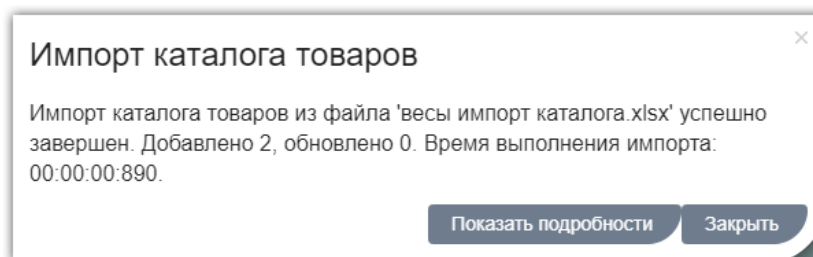 Импорт каталога товаров
Импорт каталога товаров из файла 'весы импорт каталога.xlsx' успешно
завершен. Добавлено 2, обновлено 0. Время выполнения импорта:
00:00:00:890.
Показать подробности Закрыть